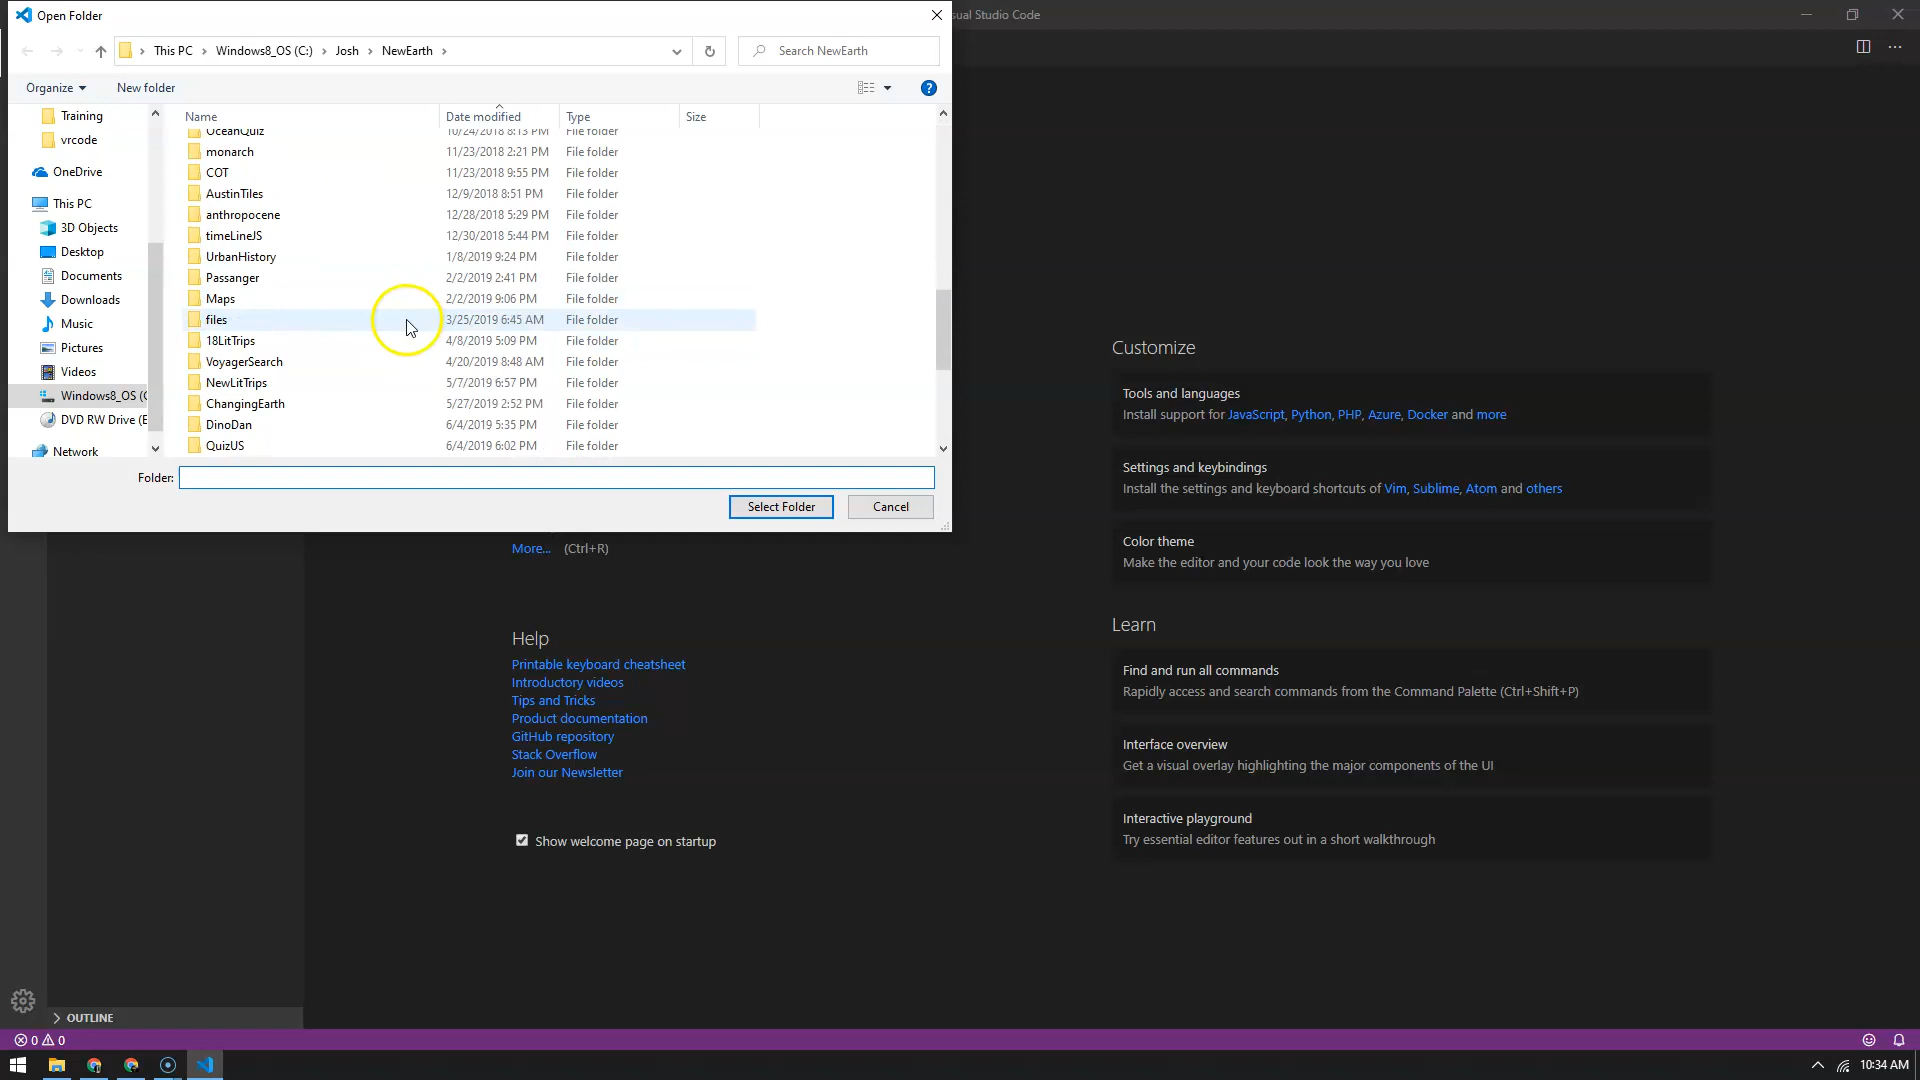 Open Folder
sual Studio Code
This PC > Windows8_OS (C:) > Josh > NewEarth >
Search NewEarth
Organize
New folder
Training
vrcode
OneDrive
This PC
3D Objects
Desktop
Documents
Downloads
Music
Pictures
Videos
Windows8_OS (
DVD RW Drive (E
Network
Name Date modified Type Size
OceanQuiz 10/24/2018 8:13 PM File folder
monarch 11/23/2018 2:21 PM File folder
COT 11/23/2018 9:55 PM File folder
AustinTiles 12/9/2018 8:51 PM File folder
anthropocene 12/28/2018 5:29 PM File folder
timeLineJS 12/30/2018 5:44 PM File folder
UrbanHistory 1/8/2019 9:24 PM File folder
Passanger 2/2/2019 2:41 PM File folder
Maps 2/2/2019 9:06 PM File folder
files 3/25/2019 6:45 AM File folder
18LitTrips 4/8/2019 5:09 PM File folder
VoyagerSearch 4/20/2019 8:48 AM File folder
NewLitTrips 5/7/2019 6:57 PM File folder
ChangingEarth 5/27/2019 2:52 PM File folder
DinoDan 6/4/2019 5:35 PM File folder
QuizUS 6/4/2019 6:02 PM File folder
Folder:
Select Folder
Cancel
More... (Ctrl+R)
Help
Printable keyboard cheatsheet
Introductory videos
Tips and Tricks
Product documentation
GitHub repository
Stack Overflow
Join our Newsletter
Show welcome page on startup
Customize
Tools and languages
Install support for JavaScript, Python, PHP, Azure, Docker and more
Settings and keybindings
Install the settings and keyboard shortcuts of Vim, Sublime, Atom and others
Color theme
Make the editor and your code look the way you love
Learn
Find and run all commands
Rapidly access and search commands from the Command Palette (Ctrl+Shift+P)
Interface overview
Get a visual overlay highlighting the major components of the UI
Interactive playground
Try essential editor features out in a short walkthrough
OUTLINE
0 0
10:34 AM